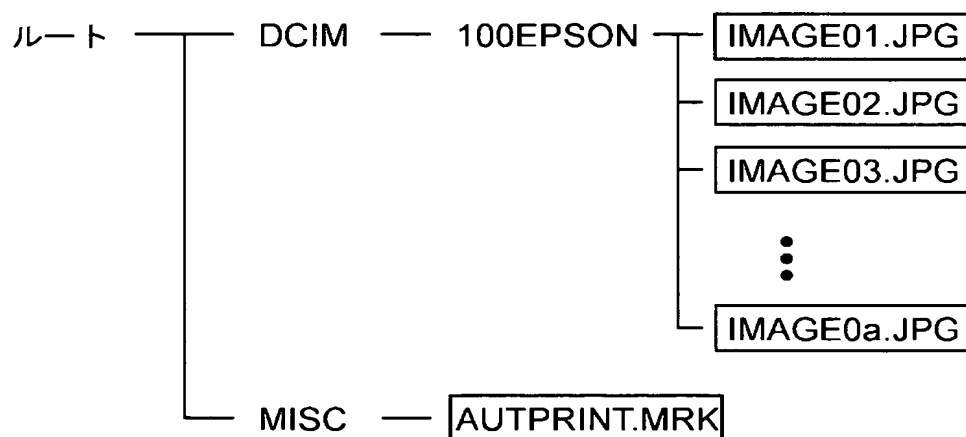 ルート DCIM 100EPSON IMAGE01.JPG
IMAGE02.JPG
IMAGE03.JPG
IMAGE0a.JPG
MISC AUTPRINT.MRK